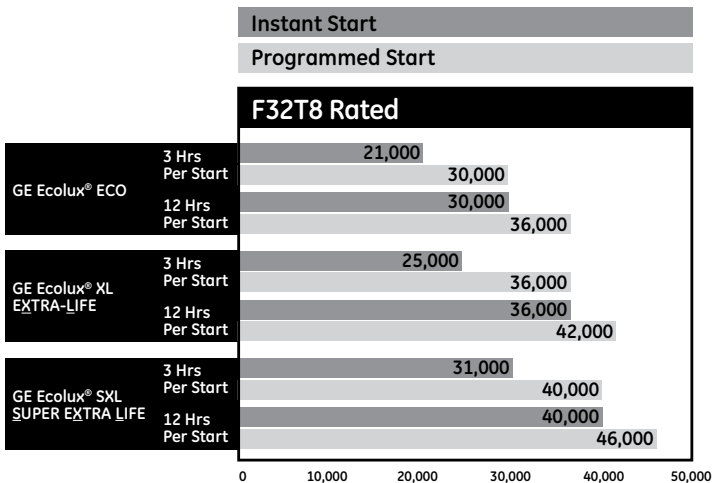 Instant Start
Programmed Start
F32T8 Rated
GE Ecolux® ECO
3 Hrs
Per Start
21,000
30,000
12 Hrs
Per Start
30,000
36,000
GE Ecolux® XL
EXTRA-LIFE
3 Hrs
Per Start
25,000
36,000
12 Hrs
Per Start
36,000
42,000
GE Ecolux® SXL
SUPER EXTRA LIFE
3 Hrs
Per Start
31,000
40,000
12 Hrs
Per Start
40,000
46,000
0 10,000 20,000 30,000 40,000 50,000